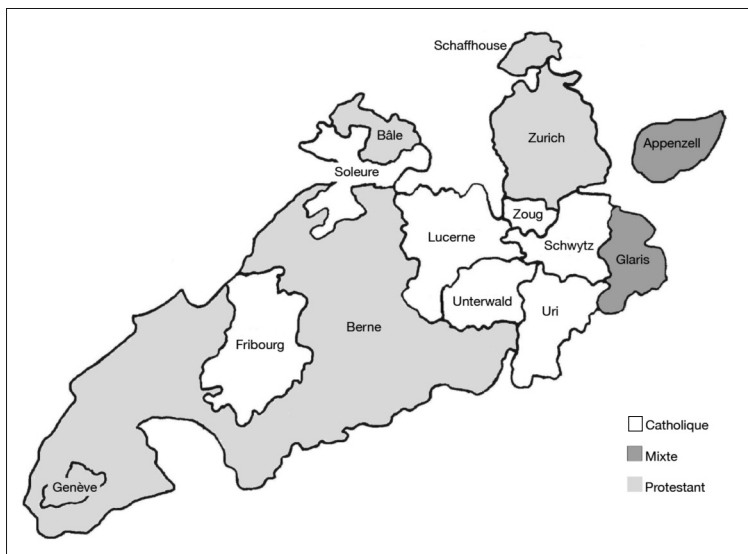 Schaffhouse
Bâle
Zurich
Appenzell
Soleure
Zoug
Lucerne
Schwytz
Glaris
Unterwald
Uri
Berne
Fribourg
Genève
Catholique
Mixte
Protestant